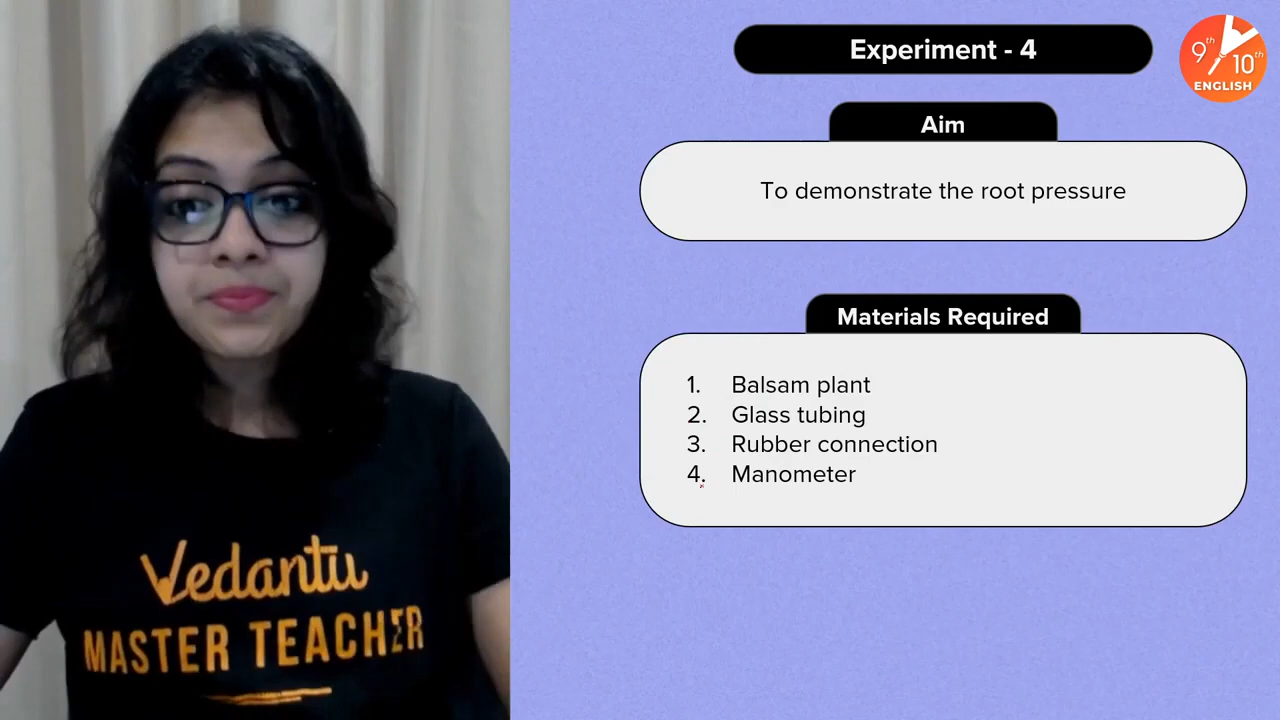 Experiment - 4
9th 10th
ENGLISH
Aim
To demonstrate the root pressure
Materials Required
1. Balsam plant
2. Glass tubing
3. Rubber connection
4. Manometer
Vedantu
MASTER TEACHER